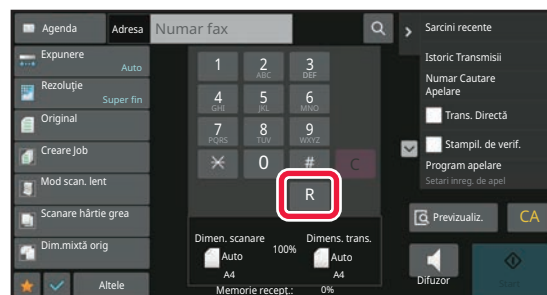 Agenda
Adresa
Numar fax
Sarcini recente
Expunere
Auto
Rezoluție
Super fin
Original
Creare Job
Mod scan. lent
Scanare hârtie grea
Dim.mixtă orig
Altele
1
2
ABC
3
DEF
4
GHI
5
JKL
6
MNO
7
PQRS
8
TUV
9
WXYZ
0
#
C
R
Dimen. scanare
100%
Dimens. trans.
Auto
A4
Auto
A4
Memorie recept.:
0%
Istoric Transmisii
Numar Cautare
Apelare
Trans. Directă
Stampil. de verif.
Program apelare
Setari inreg. de apel
Previzualiz.
CA
Difuzor
Start